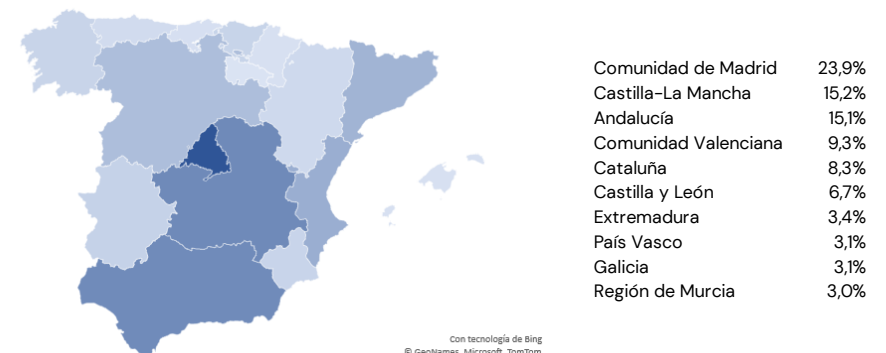 Comunidad de Madrid 23,9%
Castilla-La Mancha 15,2%
Andalucía 15,1%
Comunidad Valenciana 9,3%
Cataluña 8,3%
Castilla y León 6,7%
Extremadura 3,4%
País Vasco 3,1%
Galicia 3,1%
Región de Murcia 3,0%
Con tecnología de Bing
© GeoNames, Microsoft, TomTom